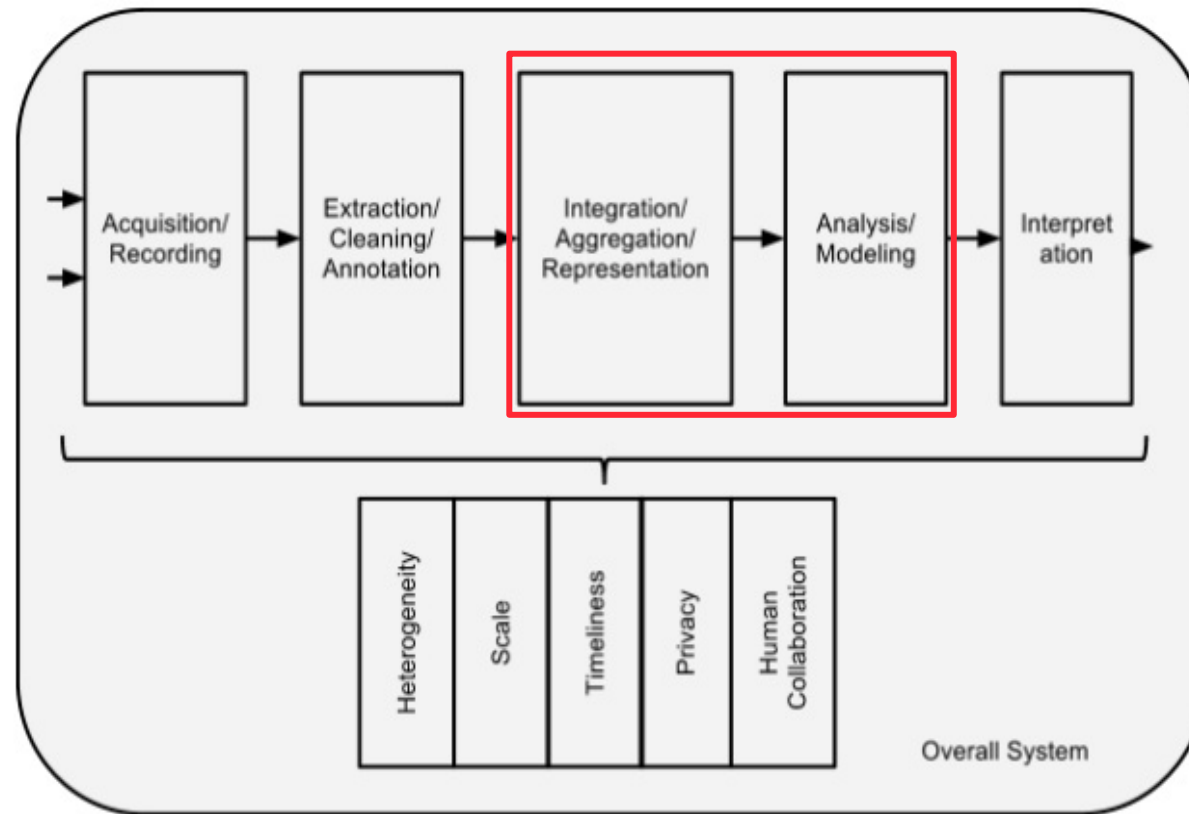 Acquisition/
Recording
Extraction/
Cleaning/
Annotation
Integration/
Aggregation/
Representation
Analysis/
Modeling
Interpret
ation
Heterogeneity
Scale
Timeliness
Privacy
Human
Collaboration
Overall System